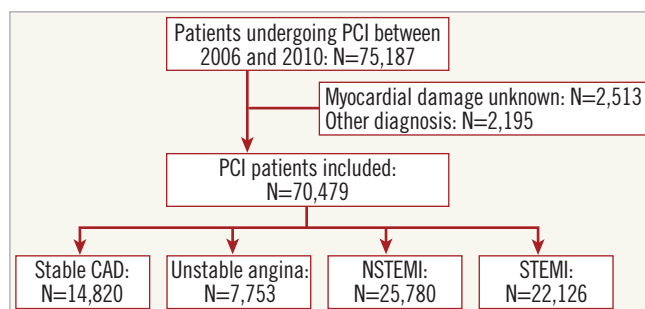 Patients undergoing PCI between
2006 and 2010: N=75,187
Myocardial damage unknown: N=2,513
Other diagnosis: N=2,195
PCI patients included:
N=70,479
Stable CAD:
N=14,820
Unstable angina:
N=7,753
NSTEMI:
N=25,780
STEMI:
N=22,126